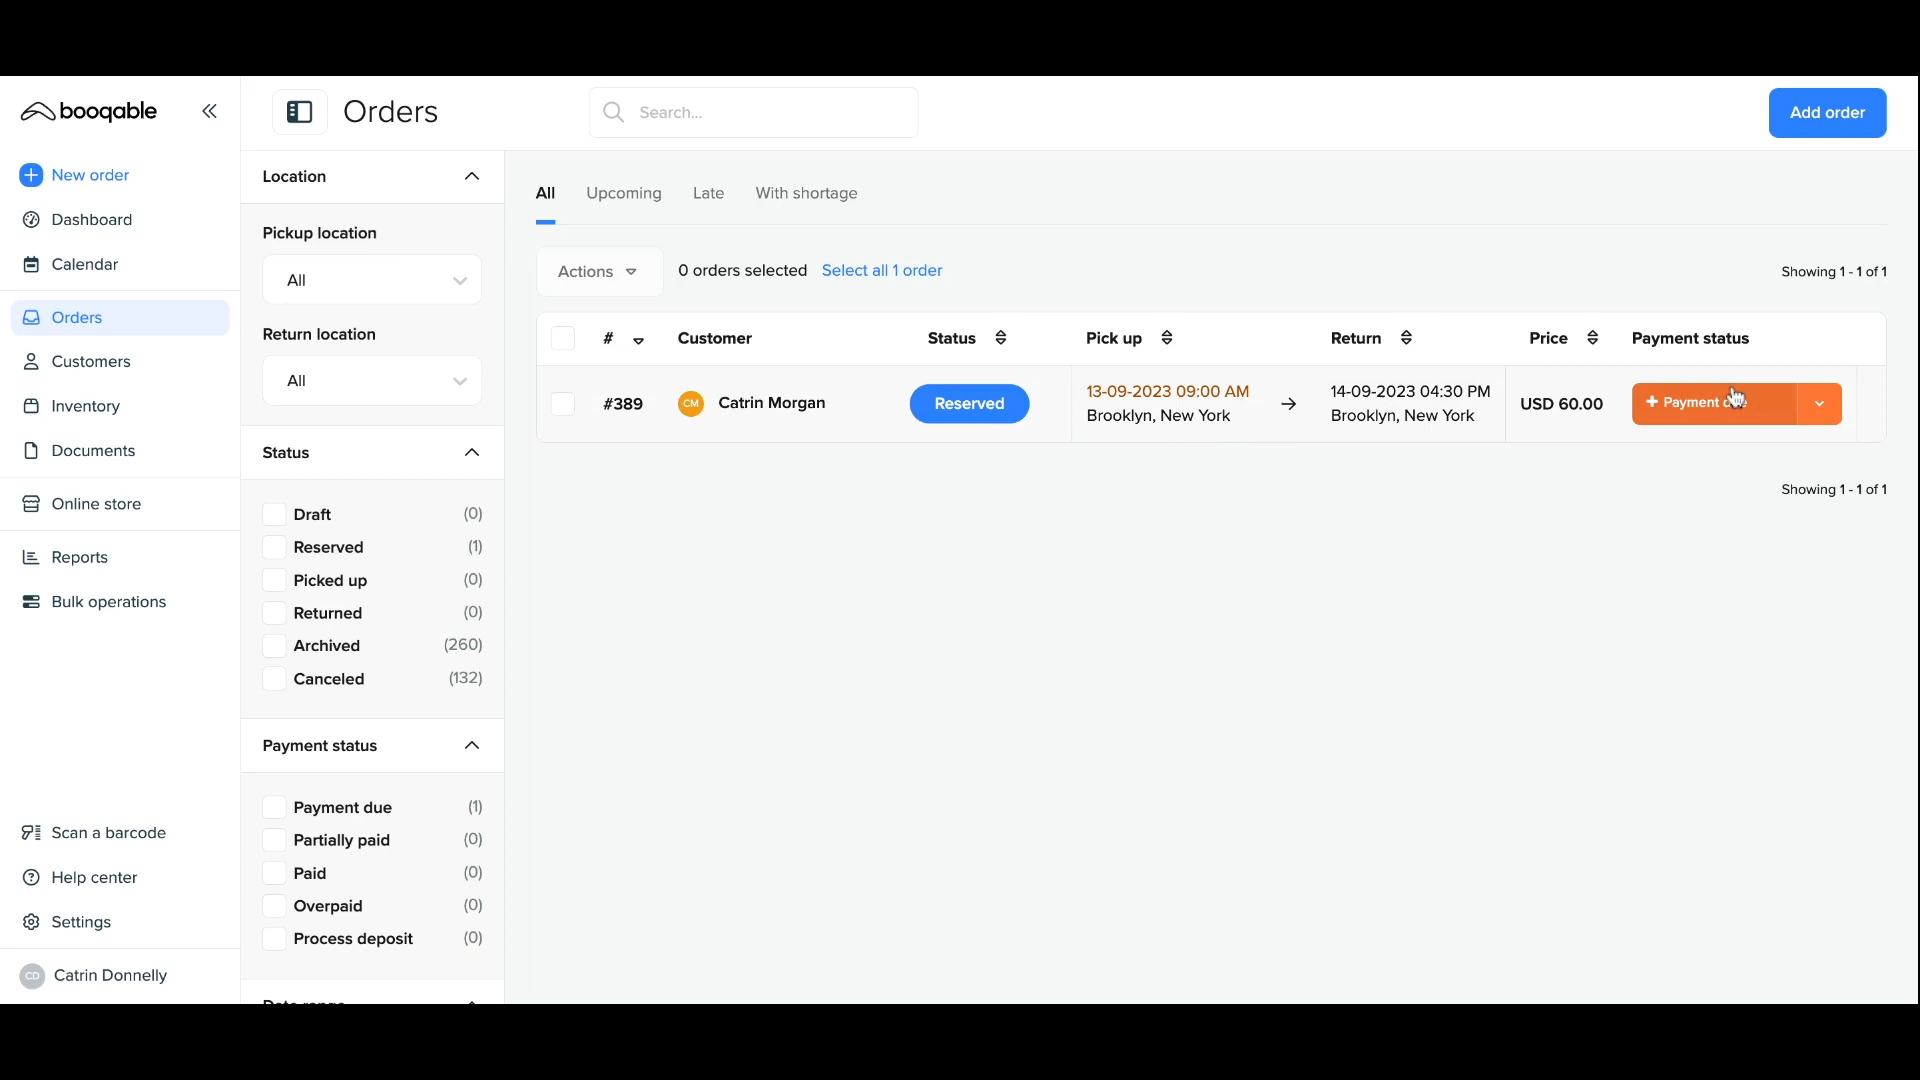 booqable
New order
Dashboard
Calendar
Orders
Customers
Inventory
Documents
Online store
Reports
Bulk operations
Scan a barcode
Help center
Settings
CD Catrin Donnelly
Orders
Search...
Add order
Location
Pickup location
All
Return location
All
Status
Draft (0)
Reserved (1)
Picked up (0)
Returned (0)
Archived (260)
Canceled (132)
Payment status
Payment due (1)
Partially paid (0)
Paid (0)
Overpaid (0)
Process deposit (0)
All Upcoming Late With shortage
Actions 0 orders selected Select all 1 order Showing 1 - 1 of 1
# Customer Status Pick up Return Price Payment status
#389 CM Catrin Morgan Reserved 13-09-2023 09:00 AM → 14-09-2023 04:30 PM USD 60.00 + Payment
Brooklyn, New York Brooklyn, New York
Showing 1 - 1 of 1